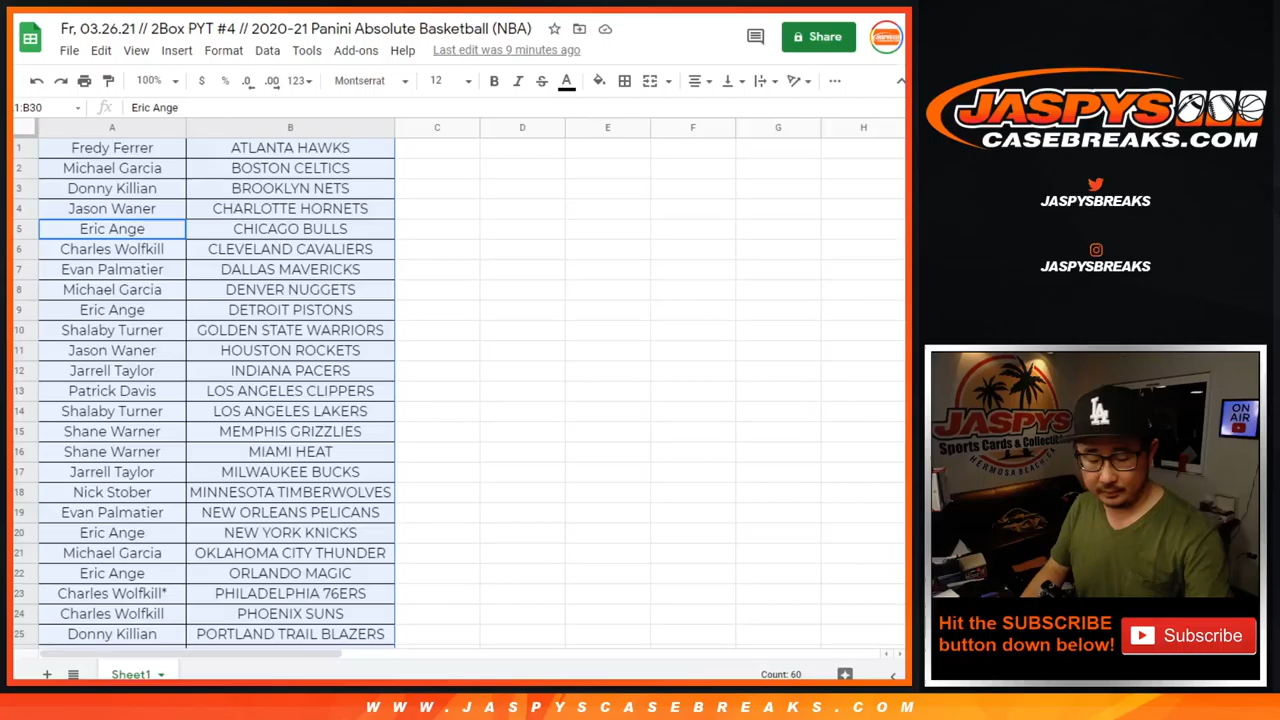 Fr, 03.26.21 // 2Box PYT #4 // 2020-21 Panini Absolute Basketball (NBA)
File Edit View Insert Format Data Tools Add-ons Help Last edit was 9 minutes ago
Share
100% $ % .0 .00 123 Montserrat 12 B I S A
1:B30 fx Eric Ange
A B C D E F G H
1 Fredy Ferrer ATLANTA HAWKS
2 Michael Garcia BOSTON CELTICS
3 Donny Killian BROOKLYN NETS
4 Jason Waner CHARLOTTE HORNETS
5 Eric Ange CHICAGO BULLS
6 Charles Wolfkill CLEVELAND CAVALIERS
7 Evan Palmatier DALLAS MAVERICKS
8 Michael Garcia DENVER NUGGETS
9 Eric Ange DETROIT PISTONS
10 Shalaby Turner GOLDEN STATE WARRIORS
11 Jason Waner HOUSTON ROCKETS
12 Jarrell Taylor INDIANA PACERS
13 Patrick Davis LOS ANGELES CLIPPERS
14 Shalaby Turner LOS ANGELES LAKERS
15 Shane Warner MEMPHIS GRIZZLIES
16 Shane Warner MIAMI HEAT
17 Jarrell Taylor MILWAUKEE BUCKS
18 Nick Stober MINNESOTA TIMBERWOLVES
19 Evan Palmatier NEW ORLEANS PELICANS
20 Eric Ange NEW YORK KNICKS
21 Michael Garcia OKLAHOMA CITY THUNDER
22 Eric Ange ORLANDO MAGIC
23 Charles Wolfkill* PHILADELPHIA 76ERS
24 Charles Wolfkill PHOENIX SUNS
25 Donny Killian PORTLAND TRAIL BLAZERS
Sheet1 Count: 60
JASPYS
CASEBREAKS.COM
JASPYSBREAKS
JASPYSBREAKS
JASPYS
Sports Cards & Collectibl
HERMOSA BEACH, CA
LA
ON
AIR
Hit the SUBSCRIBE
button down below!
Subscribe
WWW.JASPYSCASEBREAKS.COM